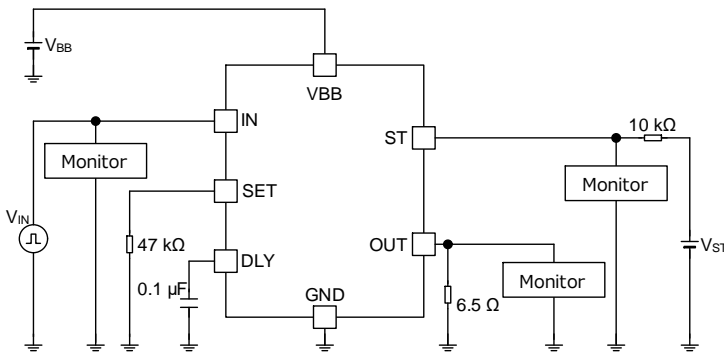 VBB
VBB
IN
Monitor
ST
10 kΩ
Monitor
SET
VIN
47 kΩ
OUT
VST
DLY
0.1 µF
GND
6.5 Ω
Monitor